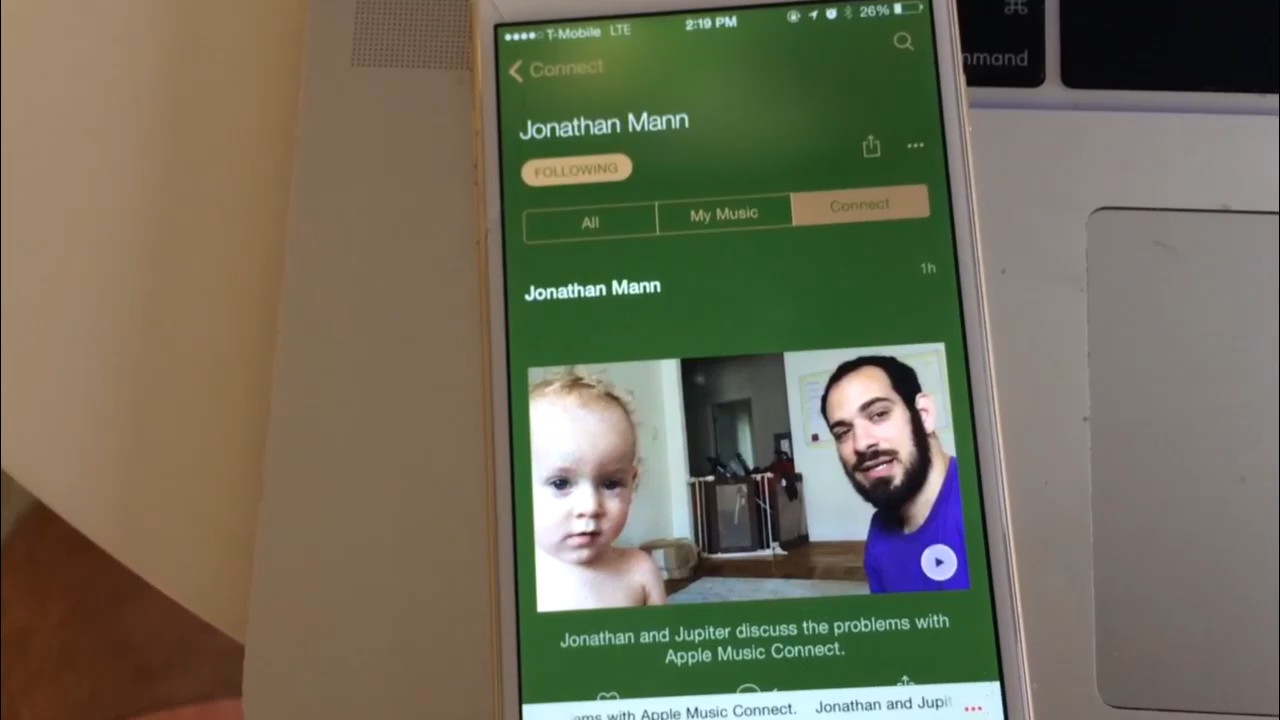 T-Mobile LTE 2:19 PM 26%
Connect
Jonathan Mann
FOLLOWING
All My Music Connect
Jonathan Mann 1h
Jonathan and Jupiter discuss the problems with
Apple Music Connect.
ems with Apple Music Connect. Jonathan and Jupit
⌘
mmand